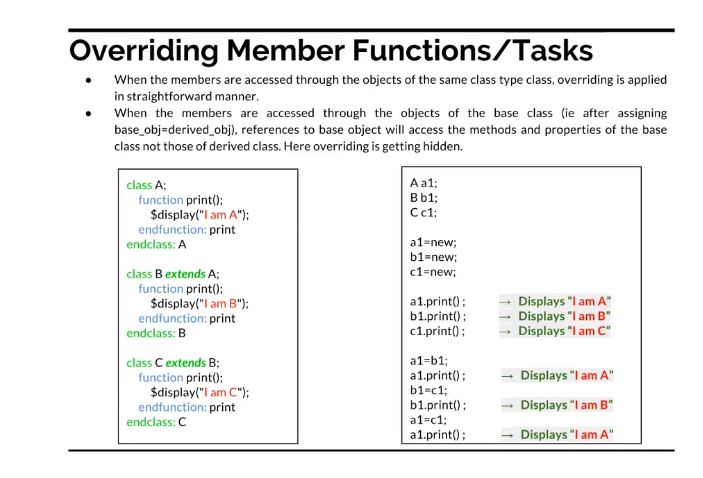 Overriding Member Functions/Tasks
● When the members are accessed through the objects of the same class type class, overriding is applied
in straightforward manner.
● When the members are accessed through the objects of the base class (ie after assigning
base_obj=derived_obj), references to base object will access the methods and properties of the base
class not those of derived class. Here overriding is getting hidden.
class A;
function print();
$display("I am A");
endfunction: print
endclass: A
class B extends A;
function print();
$display("I am B");
endfunction: print
endclass: B
class C extends B;
function print();
$display("I am C");
endfunction: print
endclass: C
A a1;
B b1;
C c1;
a1=new;
b1=new;
c1=new;
a1.print() ; → Displays “I am A”
b1.print() ; → Displays “I am B”
c1.print() ; → Displays “I am C”
a1=b1;
a1.print() ; → Displays “I am A”
b1=c1;
b1.print() ; → Displays “I am B”
a1=c1;
a1.print() ; → Displays “I am A”